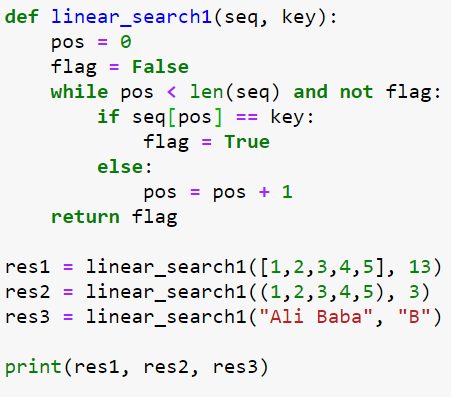 def linear_search1(seq, key):
    pos = 0
    flag = False
    while pos < len(seq) and not flag:
        if seq[pos] == key:
            flag = True
        else:
            pos = pos + 1
    return flag

res1 = linear_search1([1,2,3,4,5], 13)
res2 = linear_search1((1,2,3,4,5), 3)
res3 = linear_search1("Ali Baba", "B")

print(res1, res2, res3)